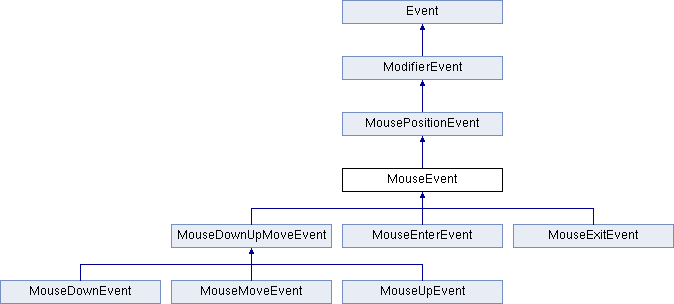 Event
ModifierEvent
MousePositionEvent
MouseEvent
MouseDownUpMoveEvent
MouseEnterEvent
MouseExitEvent
MouseDownEvent
MouseMoveEvent
MouseUpEvent